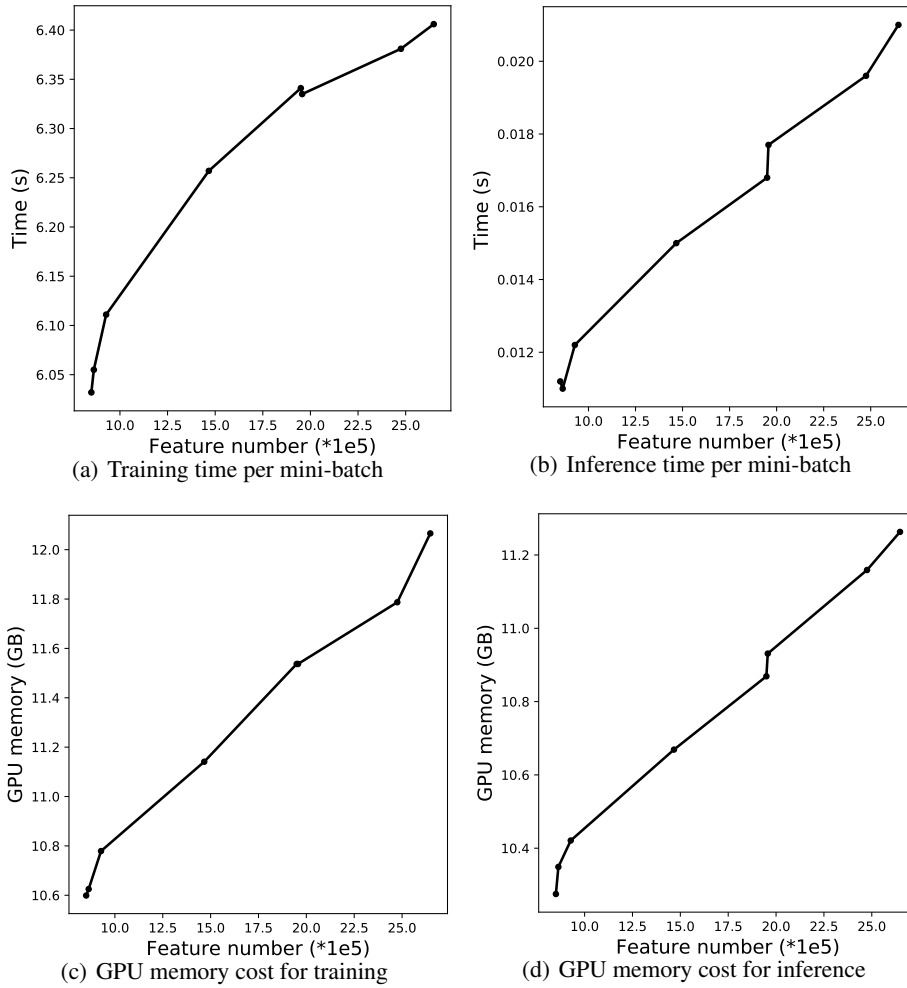 6.40
6.35
6.30
6.25
6.20
6.15
6.10
6.05
Time (s)
10.0 12.5 15.0 17.5 20.0 22.5 25.0
Feature number (*1e5)
(a) Training time per mini-batch
0.020
0.018
0.016
0.014
0.012
Time (s)
10.0 12.5 15.0 17.5 20.0 22.5 25.0
Feature number (*1e5)
(b) Inference time per mini-batch
12.0
11.8
11.6
11.4
11.2
11.0
10.8
10.6
GPU memory (GB)
10.0 12.5 15.0 17.5 20.0 22.5 25.0
Feature number (*1e5)
(c) GPU memory cost for training
11.2
11.0
10.8
10.6
10.4
GPU memory (GB)
10.0 12.5 15.0 17.5 20.0 22.5 25.0
Feature number (*1e5)
(d) GPU memory cost for inference